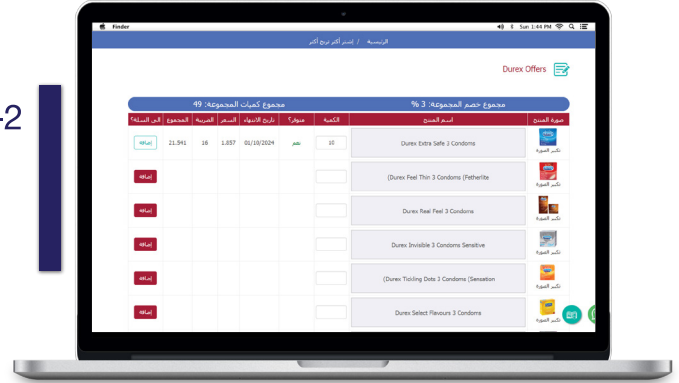 Finder Sun 1:44 PM
الرئيسية / إشتر أكثر تربح أكثر
Durex Offers
-2
مجموع خصم المجموعة: 3 % مجموع كميات المجموعة: 49
صورة المنتج اسم المنتج الكمية متوفر؟ تاريخ الانتهاء السعر الضريبة المجموع الى السلة؟
تكبير الصورة Durex Extra Safe 3 Condoms 10 نعم 01/10/2024 1.857 16 21.541 إضافة
تكبير الصورة (Durex Feel Thin 3 Condoms (Fetherlite إضافة
تكبير الصورة Durex Real Feel 3 Condoms إضافة
تكبير الصورة Durex Invisible 3 Condoms Sensitive إضافة
تكبير الصورة (Durex Tickling Dots 3 Condoms (Sensation إضافة
تكبير الصورة Durex Select Flavours 3 Condoms إضافة